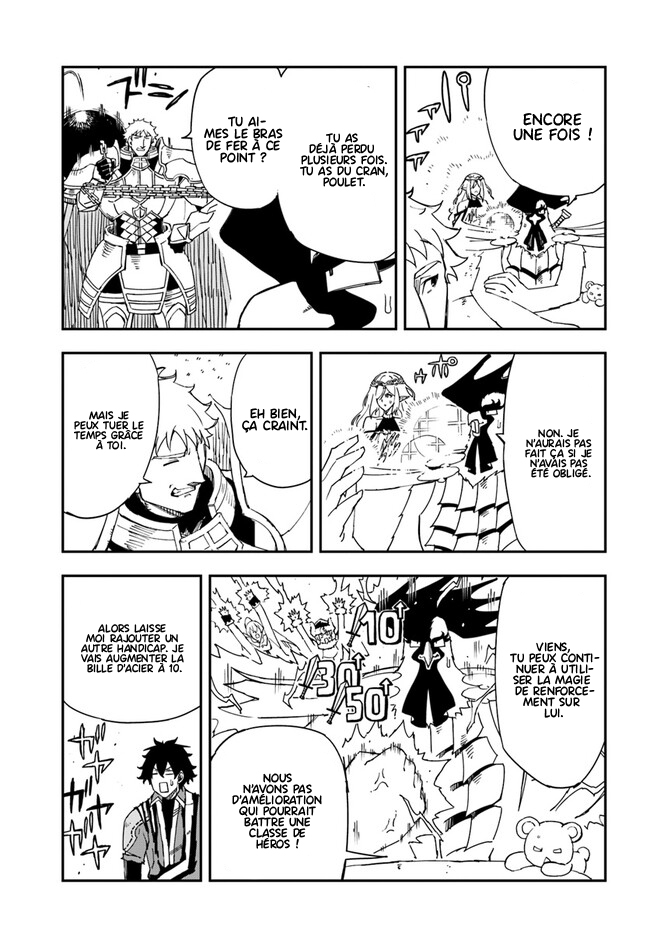 ENCORE
UNE FOIS !
TU AS
DÉJÀ PERDU
PLUSIEURS FOIS.
TU AS DU CRAN,
POULET.
TU AI-
MES LE BRAS
DE FER À CE
POINT ?
NON. JE
N'AURAIS PAS
FAIT ÇA SI JE
N'AVAIS PAS
ÉTÉ OBLIGÉ.
EH BIEN,
ÇA CRAINT.
MAIS JE
PEUX TUER LE
TEMPS GRÂCE
À TOI.
VIENS,
TU PEUX CONTI-
NUER À UTILI-
SER LA MAGIE
DE RENFORCE-
MENT SUR
LUI.
10
30
50
NOUS
N'AVONS PAS
D'AMÉLIORATION
QUI POURRAIT
BATTRE UNE
CLASSE DE
HÉROS !
ALORS LAISSE
MOI RAJOUTER UN
AUTRE HANDICAP. JE
VAIS AUGMENTER LA
BILLE D'ACIER À 10.